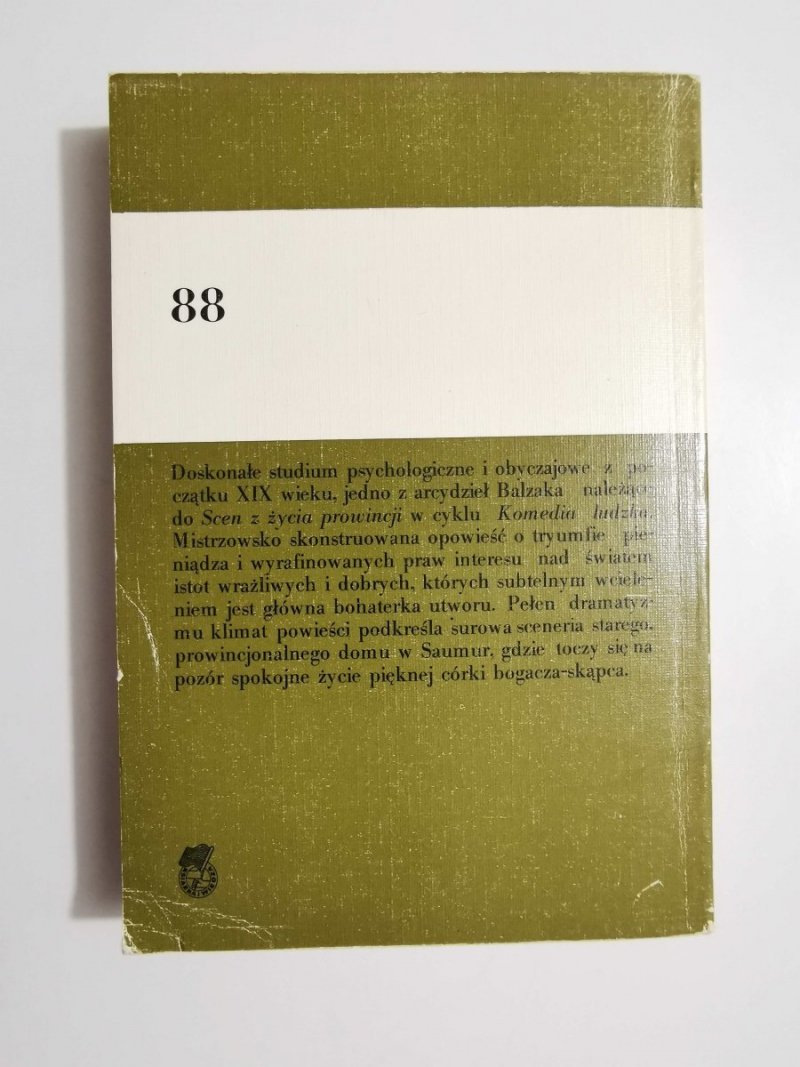 88
Doskonałe studium psychologiczne i obyczajowe z po-
czątku XIX wieku, jedno z arcydzieł Balzaka należące
do Scen z życia prowincji w cyklu Komedia ludzka.
Mistrzowsko skonstruowana opowieść o tryumfie pie-
niądza i wyrafinowanych praw interesu nad światem
istot wrażliwych i dobrych, których subtelnym wciele-
niem jest główna bohaterka utworu. Pełen dramatyz-
mu klimat powieści podkreśla surowa sceneria starego,
prowincjonalnego domu w Saumur, gdzie toczy się na
pozór spokojne życie pięknej córki bogacza-skąpca.